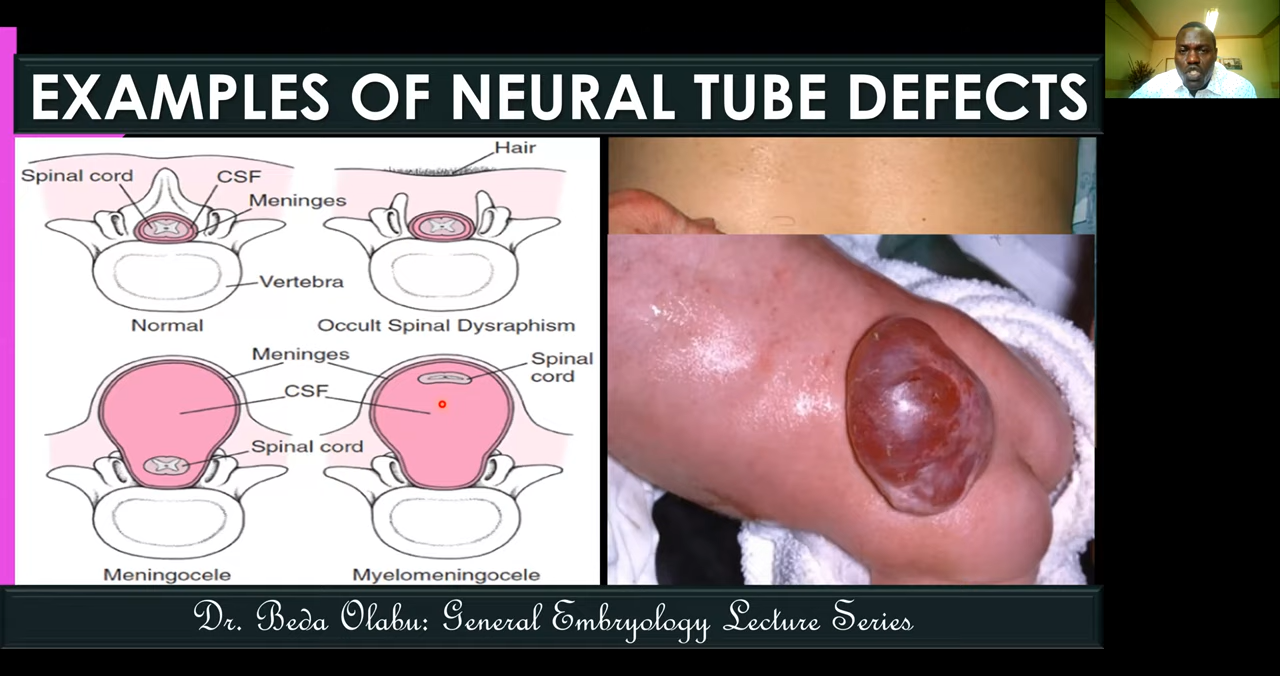 EXAMPLES OF NEURAL TUBE DEFECTS
Hair
Spinal cord
CSF
Meninges
Vertebra
Normal
Occult Spinal Dysraphism
Meninges
Spinal
cord
CSF
Spinal cord
Meningocele
Myelomeningocele
Dr. Beda Olabu: General Embryology Lecture Series